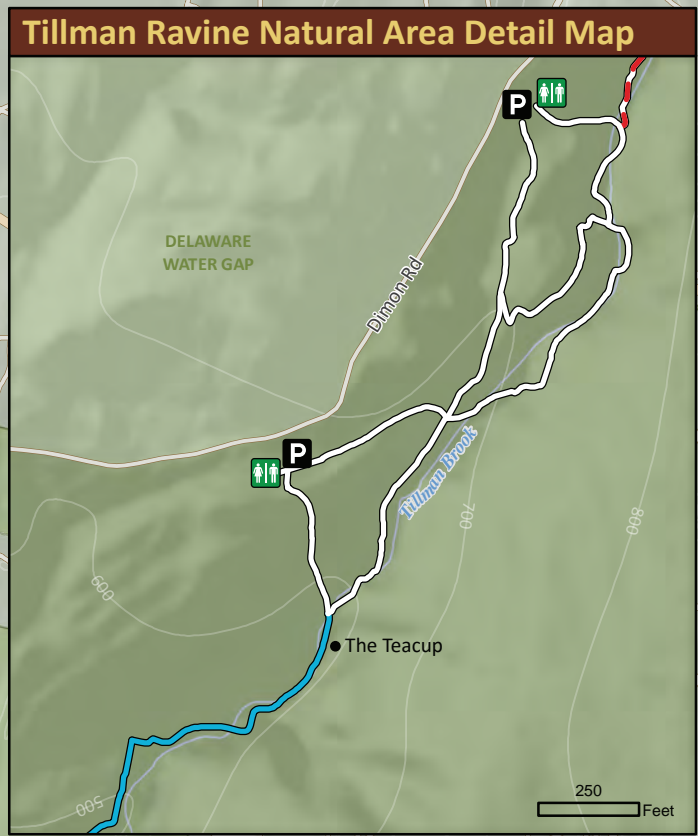 Tillman Ravine Natural Area Detail Map
P
DELAWARE
WATER GAP
Dimon Rd
P
Tillman Brook
700
800
600
The Teacup
500
250
Feet